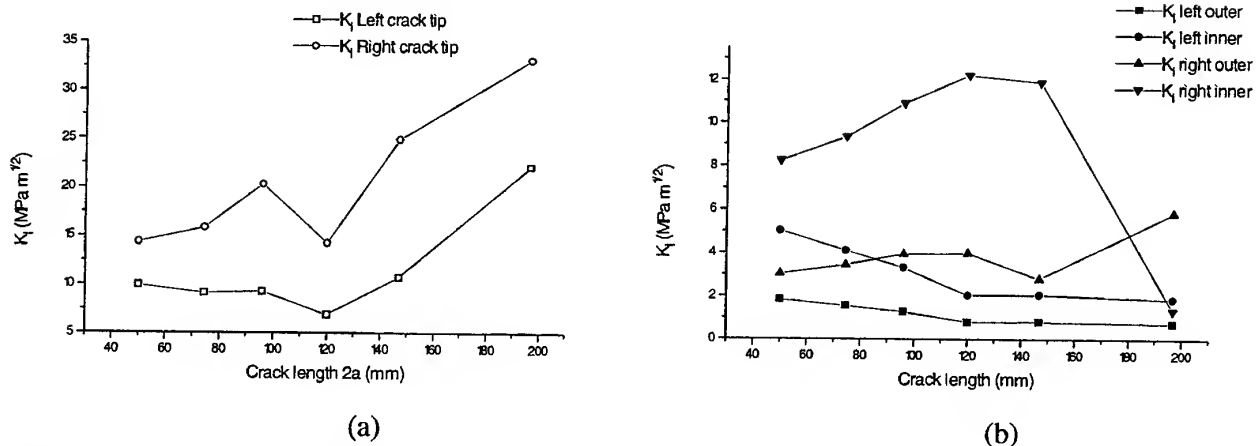 K_I Left crack tip
K_I Right crack tip
35
30
25
20
15
10
5
K_I (MPa m^1/2)
40 60 80 100 120 140 160 180 200
Crack length 2a (mm)
(a)
K_I left outer
K_I left inner
K_I right outer
K_I right inner
12
10
8
6
4
2
0
K_I (MPa m^1/2)
40 60 80 100 120 140 160 180 200
Crack length (mm)
(b)